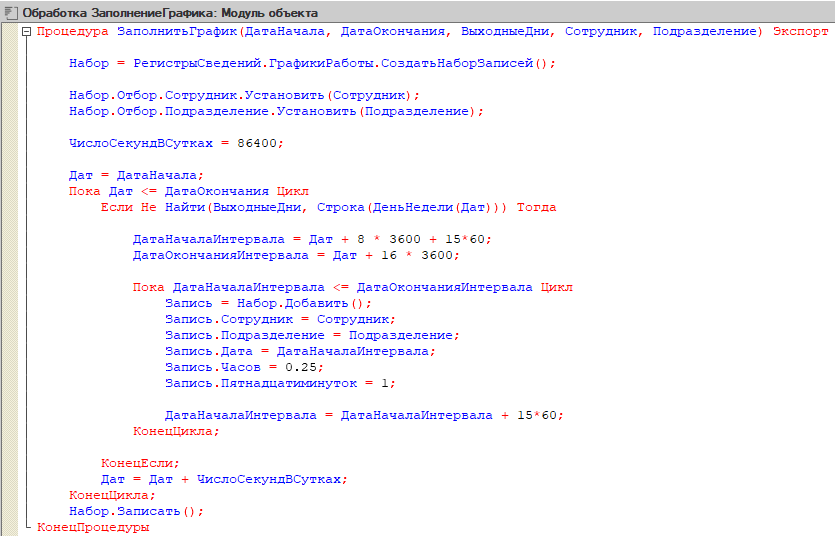 Обработка ЗаполнениеГрафика: Модуль объекта
Процедура ЗаполнитьГрафик(ДатаНачала, ДатаОкончания, ВыходныеДни, Сотрудник, Подразделение) Экспорт
Набор = РегистрыСведений.ГрафикиРаботы.СоздатьНаборЗаписей();
Набор.Отбор.Сотрудник.Установить(Сотрудник);
Набор.Отбор.Подразделение.Установить(Подразделение);
ЧислоСекундВСутках = 86400;
Дат = ДатаНачала;
Пока Дат <= ДатаОкончания Цикл
Если Не Найти(ВыходныеДни, Строка(ДеньНедели(Дат))) Тогда
ДатаНачалаИнтервала = Дат + 8 * 3600 + 15*60;
ДатаОкончанияИнтервала = Дат + 16 * 3600;
Пока ДатаНачалаИнтервала <= ДатаОкончанияИнтервала Цикл
Запись = Набор.Добавить();
Запись.Сотрудник = Сотрудник;
Запись.Подразделение = Подразделение;
Запись.Дата = ДатаНачалаИнтервала;
Запись.Часов = 0.25;
Запись.Пятнадцатиминуток = 1;
ДатаНачалаИнтервала = ДатаНачалаИнтервала + 15*60;
КонецЦикла;
КонецЕсли;
Дат = Дат + ЧислоСекундВСутках;
КонецЦикла;
Набор.Записать();
КонецПроцедуры